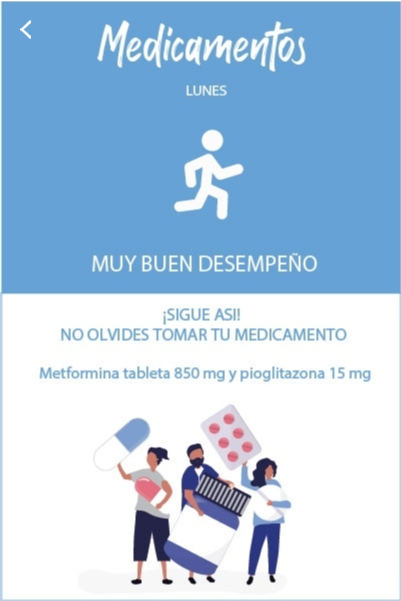 Medicamentos
LUNES
MUY BUEN DESEMPEÑO
¡SIGUE ASI!
NO OLVIDES TOMAR TU MEDICAMENTO
Metformina tableta 850 mg y pioglitazona 15 mg